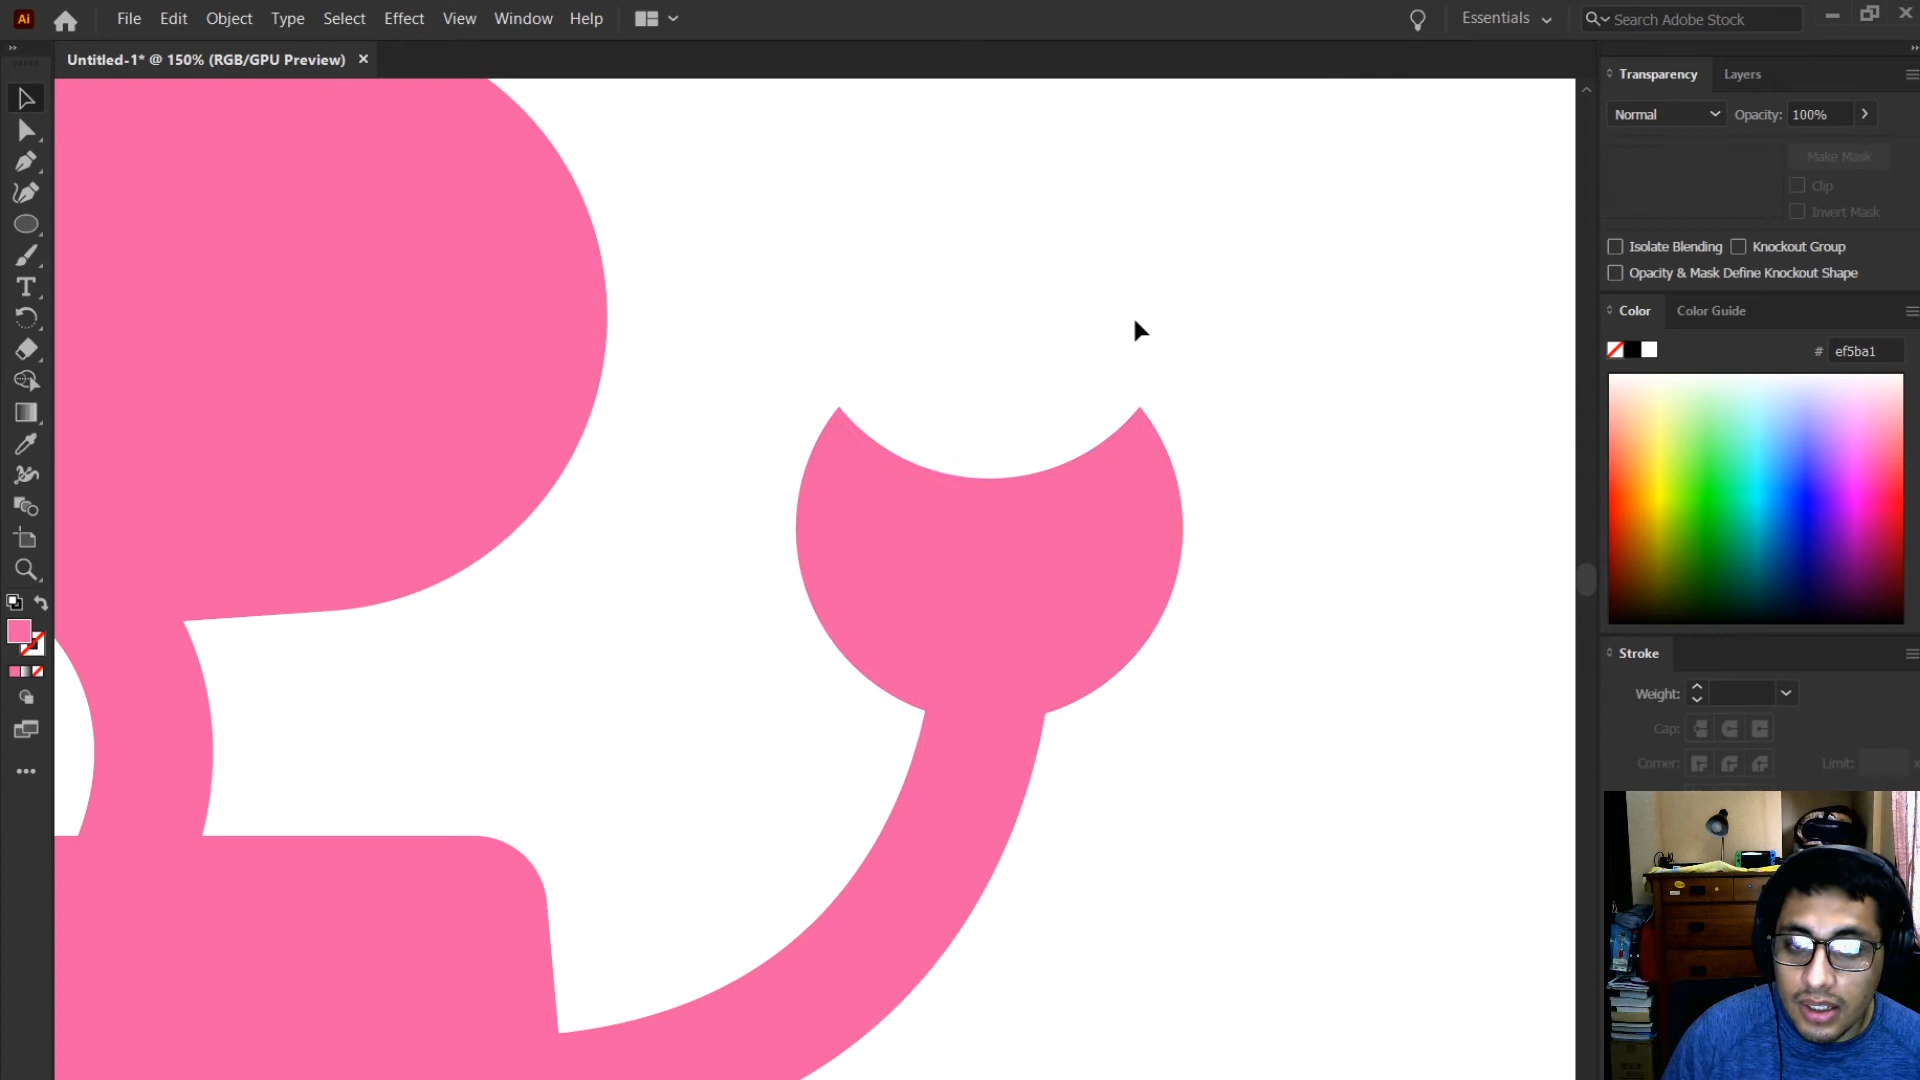 Ai File Edit Object Type Select Effect View Window Help Essentials Search Adobe Stock
Untitled-1* @ 150% (RGB/GPU Preview) ×
Transparency Layers
Normal Opacity: 100%
Make Mask
Clip
Invert Mask
Isolate Blending Knockout Group
Opacity & Mask Define Knockout Shape
Color Color Guide
# ef5ba1
Stroke
Weight:
Cap:
Corner: Limit: x